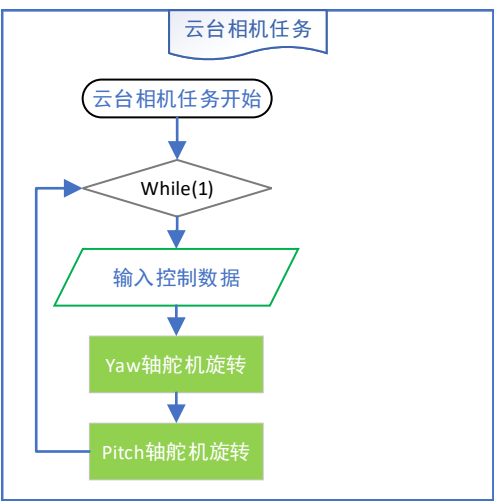 云台相机任务
云台相机任务开始
While(1)
输入控制数据
Yaw轴舵机旋转
Pitch轴舵机旋转